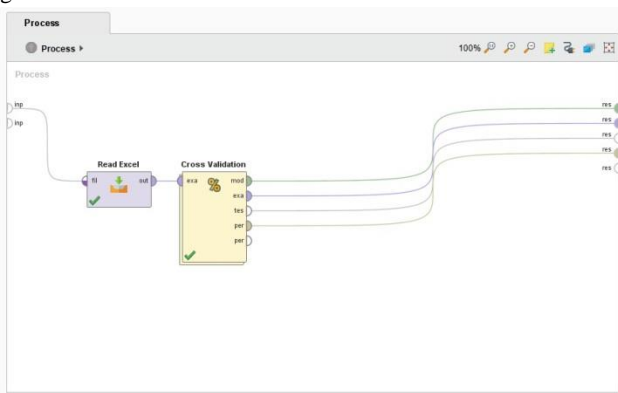 Process
Process
100%
Process
inp
inp
res
res
res
res
res
Read Excel
fil
out
Cross Validation
exa
mod
exa
tes
per
per